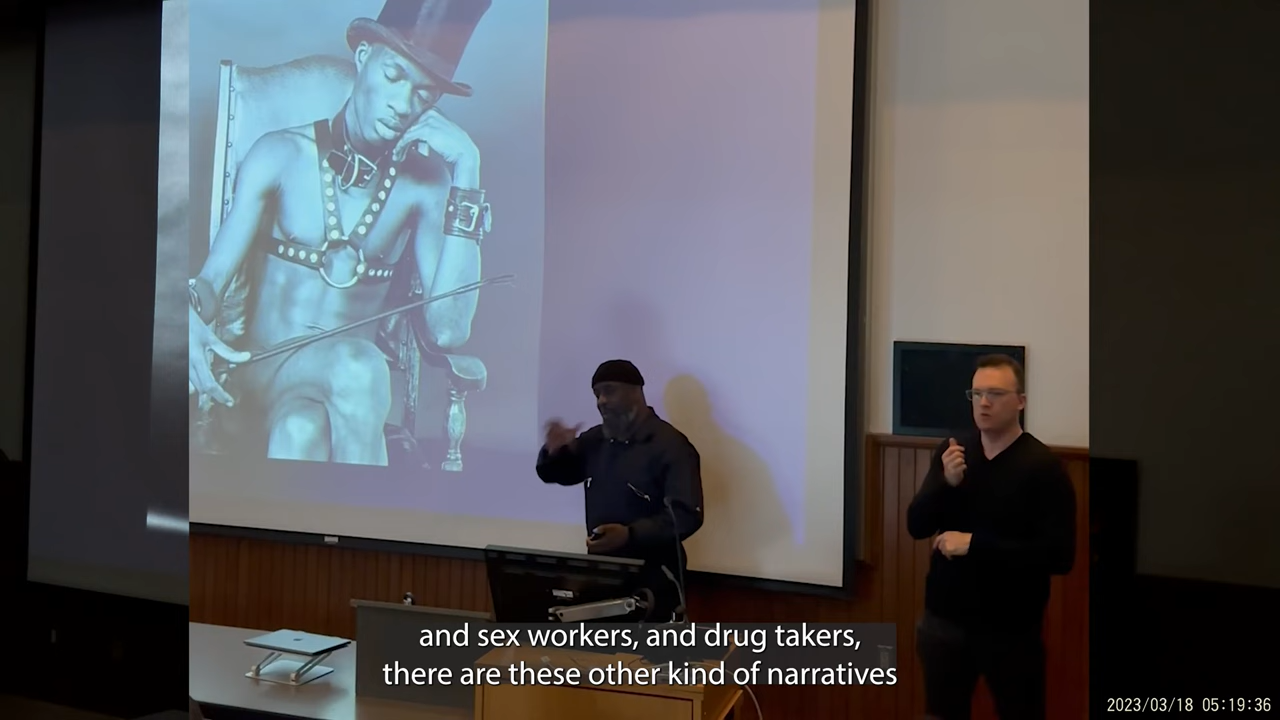 and sex workers, and drug takers,
there are these other kind of narratives
2023/03/18 05:19:36